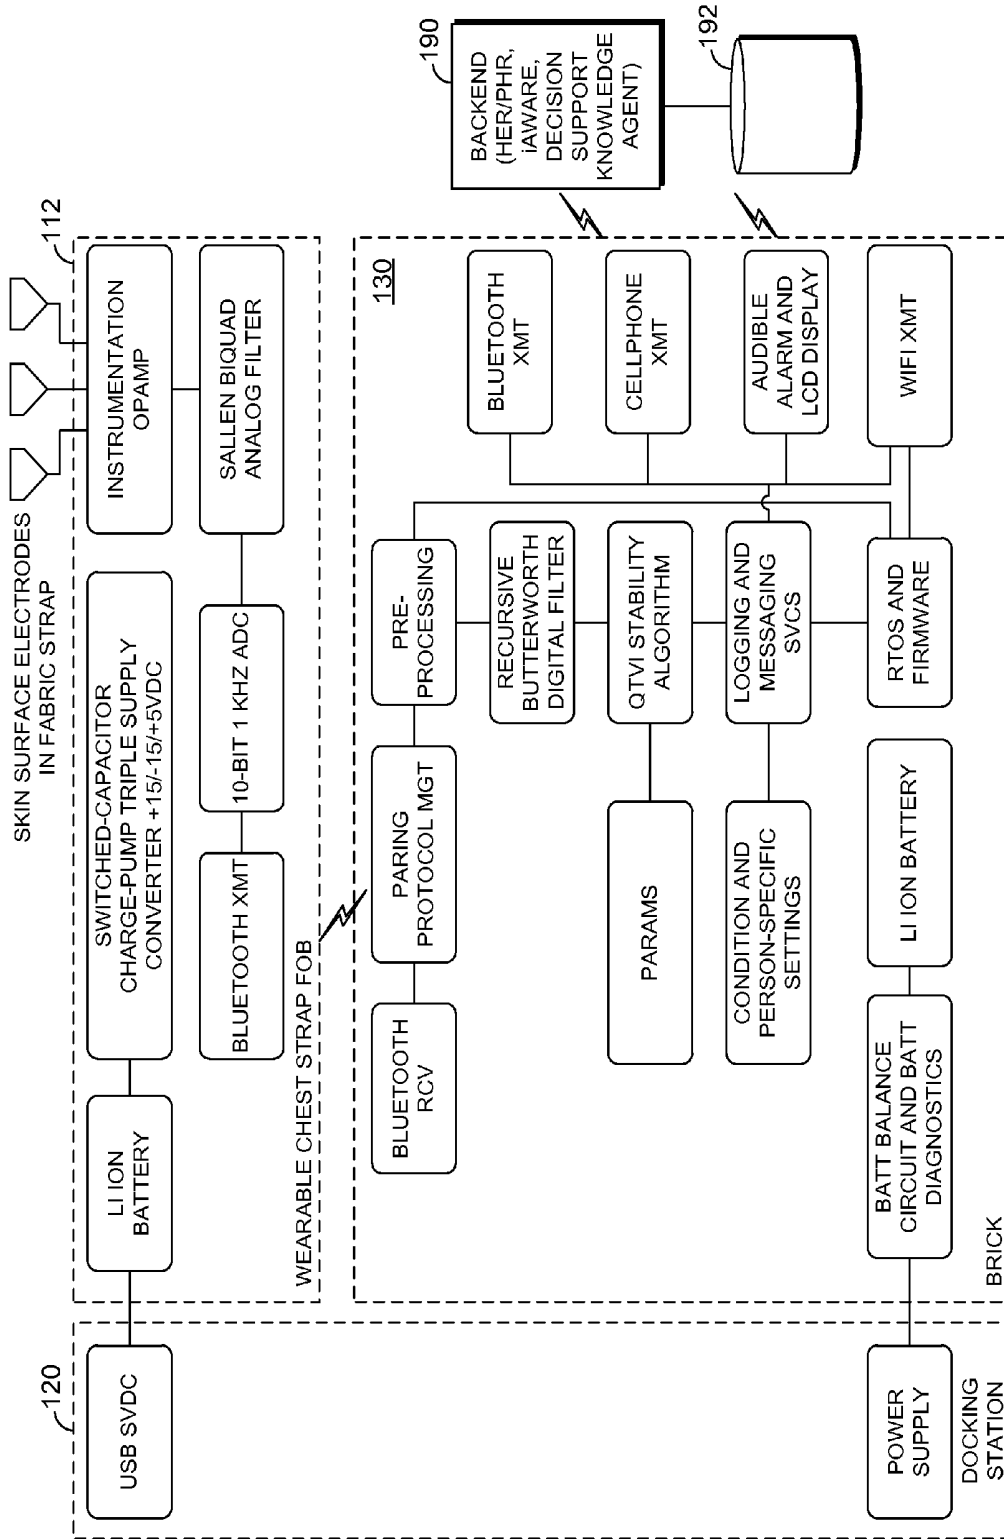 120
USB SVDC
POWER
SUPPLY
DOCKING
STATION
SKIN SURFACE ELECTRODES
IN FABRIC STRAP
112
LI ION
BATTERY
SWITCHED-CAPACITOR
CHARGE-PUMP TRIPLE SUPPLY
CONVERTER +15/-15/+5VDC
INSTRUMENTATION
OPAMP
BLUETOOTH XMT
10-BIT 1 KHZ ADC
SALLEN BIQUAD
ANALOG FILTER
WEARABLE CHEST STRAP FOB
130
BLUETOOTH
RCV
PARING
PROTOCOL MGT
PRE-
PROCESSING
RECURSIVE
BUTTERWORTH
DIGITAL FILTER
PARAMS
QTVI STABILITY
ALGORITHM
CONDITION AND
PERSON-SPECIFIC
SETTINGS
LOGGING AND
MESSAGING
SVCS
BATT BALANCE
CIRCUIT AND BATT
DIAGNOSTICS
LI ION BATTERY
RTOS AND
FIRMWARE
BLUETOOTH
XMT
CELLPHONE
XMT
AUDIBLE
ALARM AND
LCD DISPLAY
WIFI XMT
BRICK
190
BACKEND
(HER/PHR,
iAWARE,
DECISION
SUPPORT
KNOWLEDGE
AGENT)
192